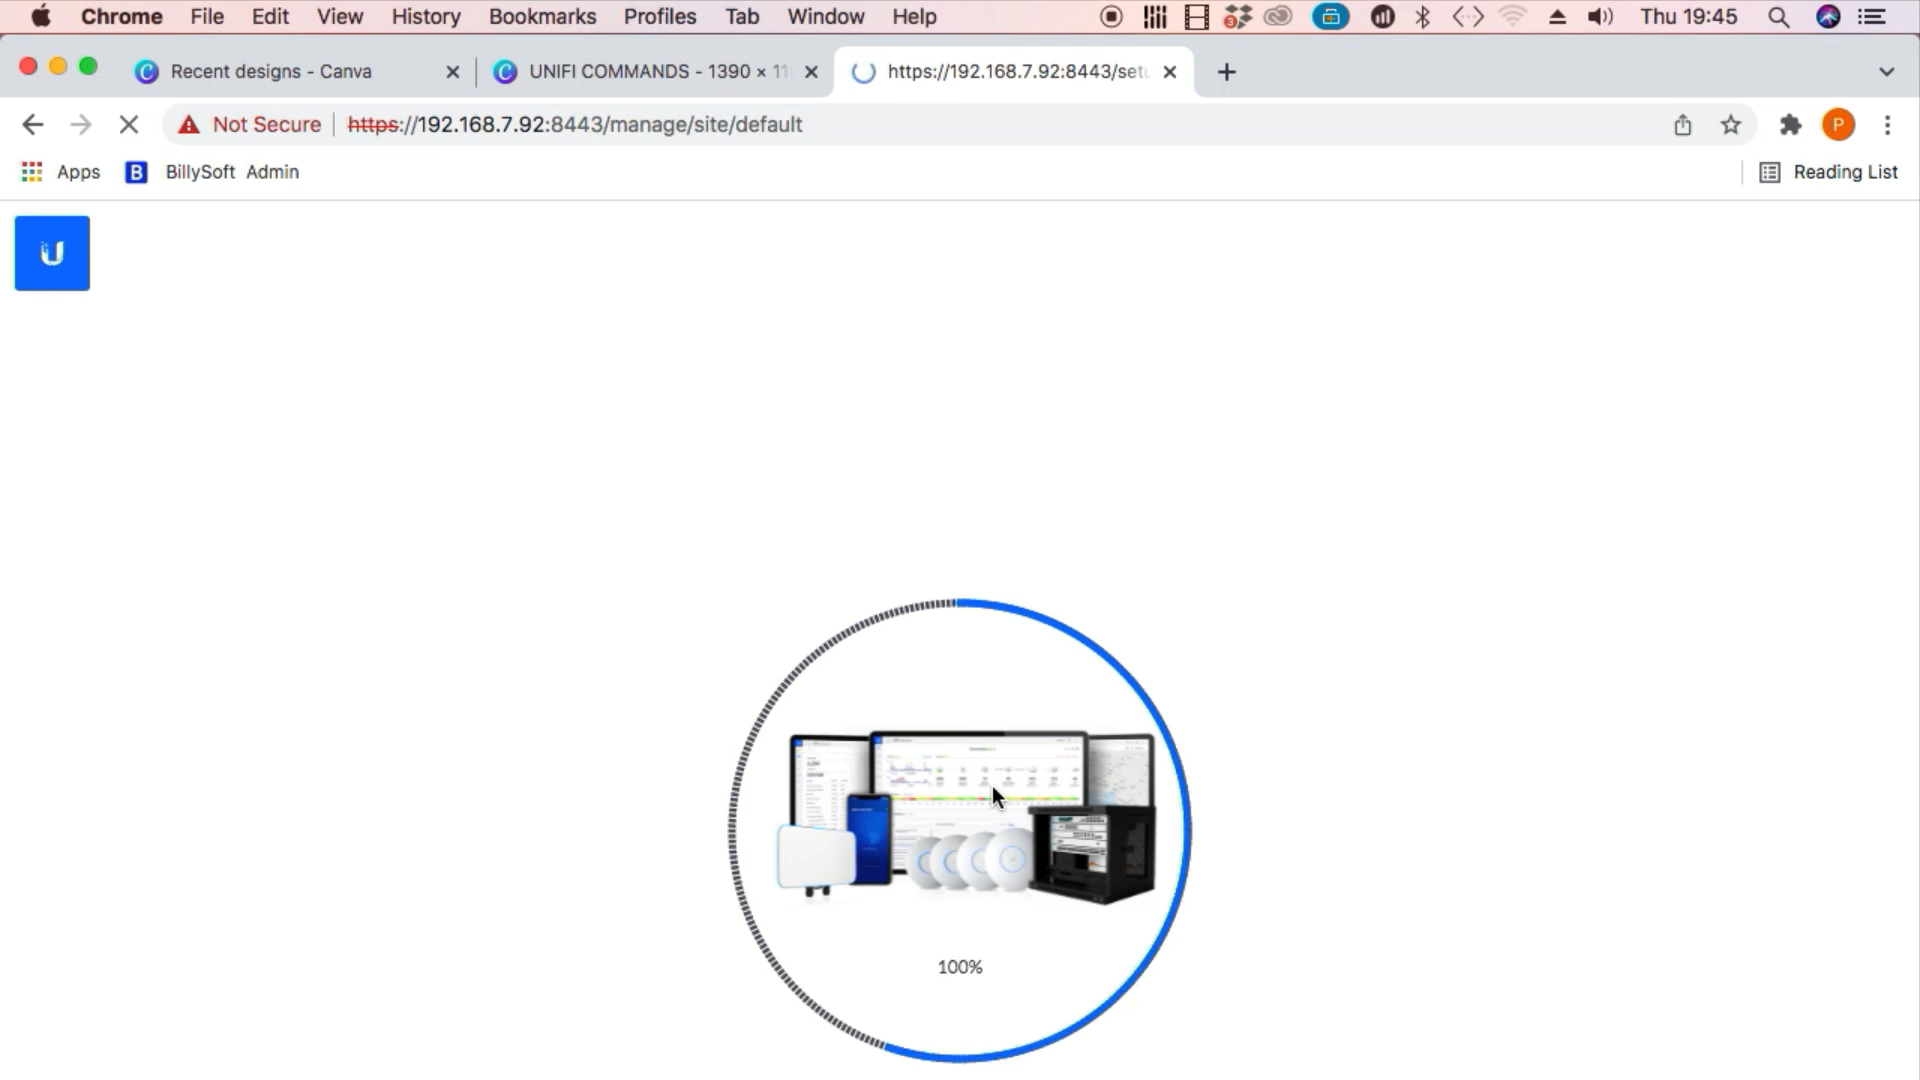 Chrome File Edit View History Bookmarks Profiles Tab Window Help Thu 19:45
Recent designs - Canva UNIFI COMMANDS - 1390 × 11 https://192.168.7.92:8443/set
Not Secure https://192.168.7.92:8443/manage/site/default P
Apps B BillySoft Admin Reading List
U
100%